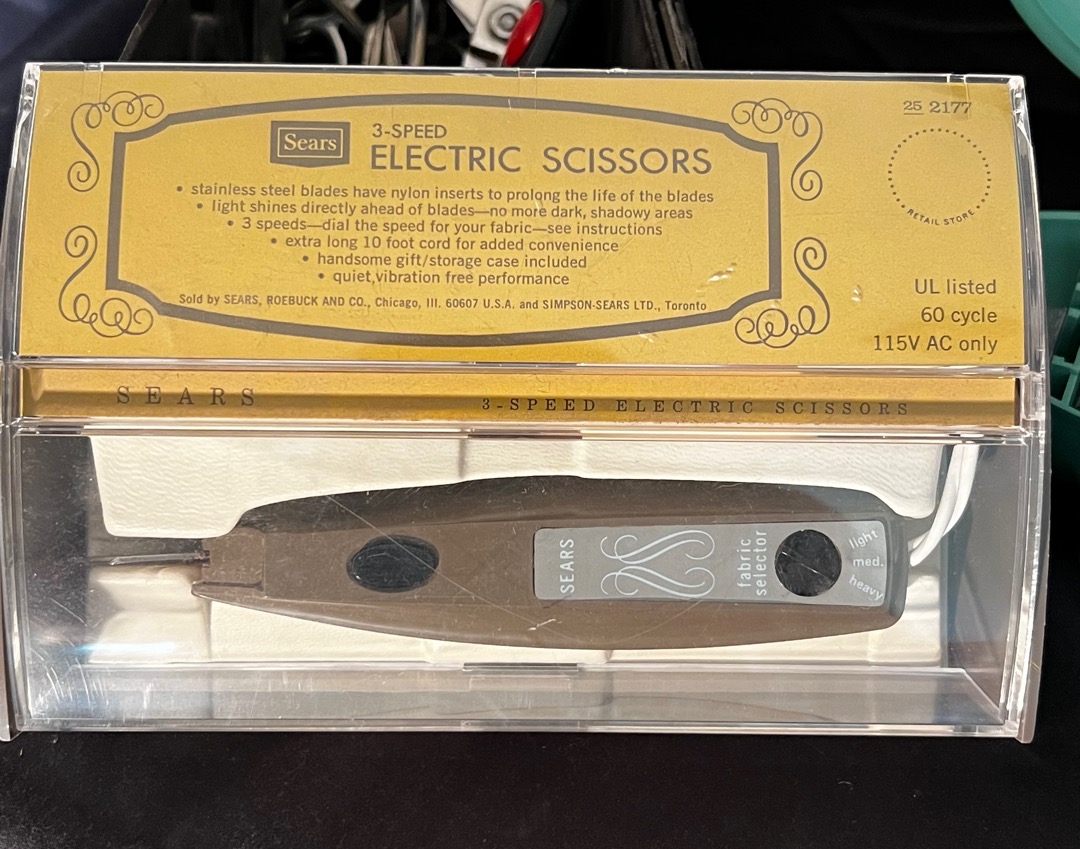 25 2177
Sears
3-SPEED
ELECTRIC SCISSORS
• stainless steel blades have nylon inserts to prolong the life of the blades
• light shines directly ahead of blades—no more dark, shadowy areas
• 3 speeds—dial the speed for your fabric—see instructions
• extra long 10 foot cord for added convenience
• handsome gift/storage case included
• quiet,vibration free performance
Sold by SEARS, ROEBUCK AND CO., Chicago, Ill. 60607 U.S.A. and SIMPSON-SEARS LTD., Toronto
RETAIL STORE
UL listed
60 cycle
115V AC only
SEARS
3-SPEED ELECTRIC SCISSORS
SEARS
fabric
selector
light
med.
heavy